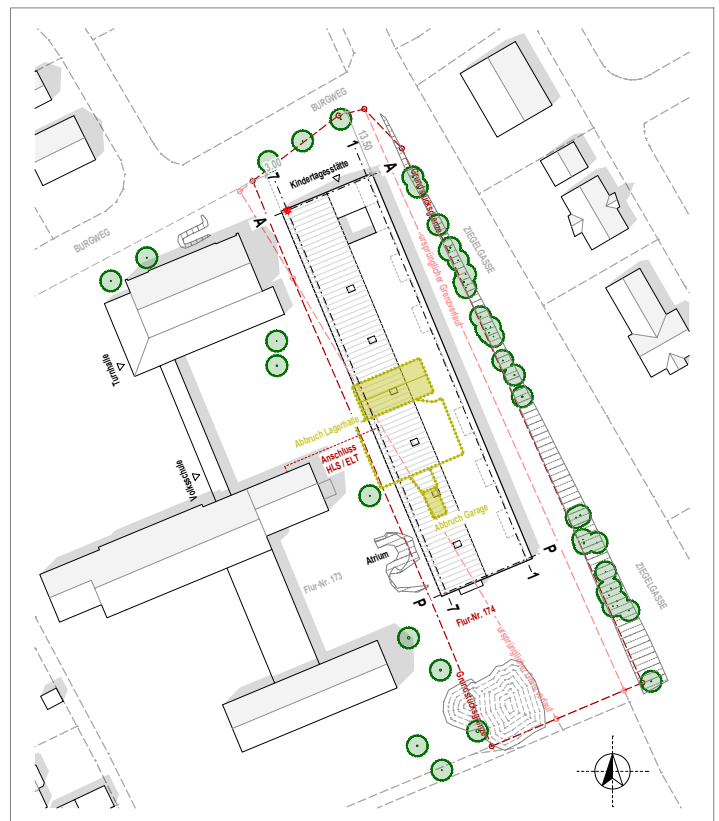 BURGWEG
13.50
3.00
1
7
Kindertagesstätte
A
A
Grundstücksgrenze
ZIEGELGASSE
ursprünglicher Grenzverlauf
BURGWEG
Turnhalle
Abbruch Lagerhalle
Anschluss
HLS / ELT
Volksschule
Abbruch Garage
Atrium
Flur-Nr. 173
P
P
1
7
Flur-Nr. 174
ZIEGELGASSE
ursprünglicher Grenzverlauf
Grundstücksgrenze